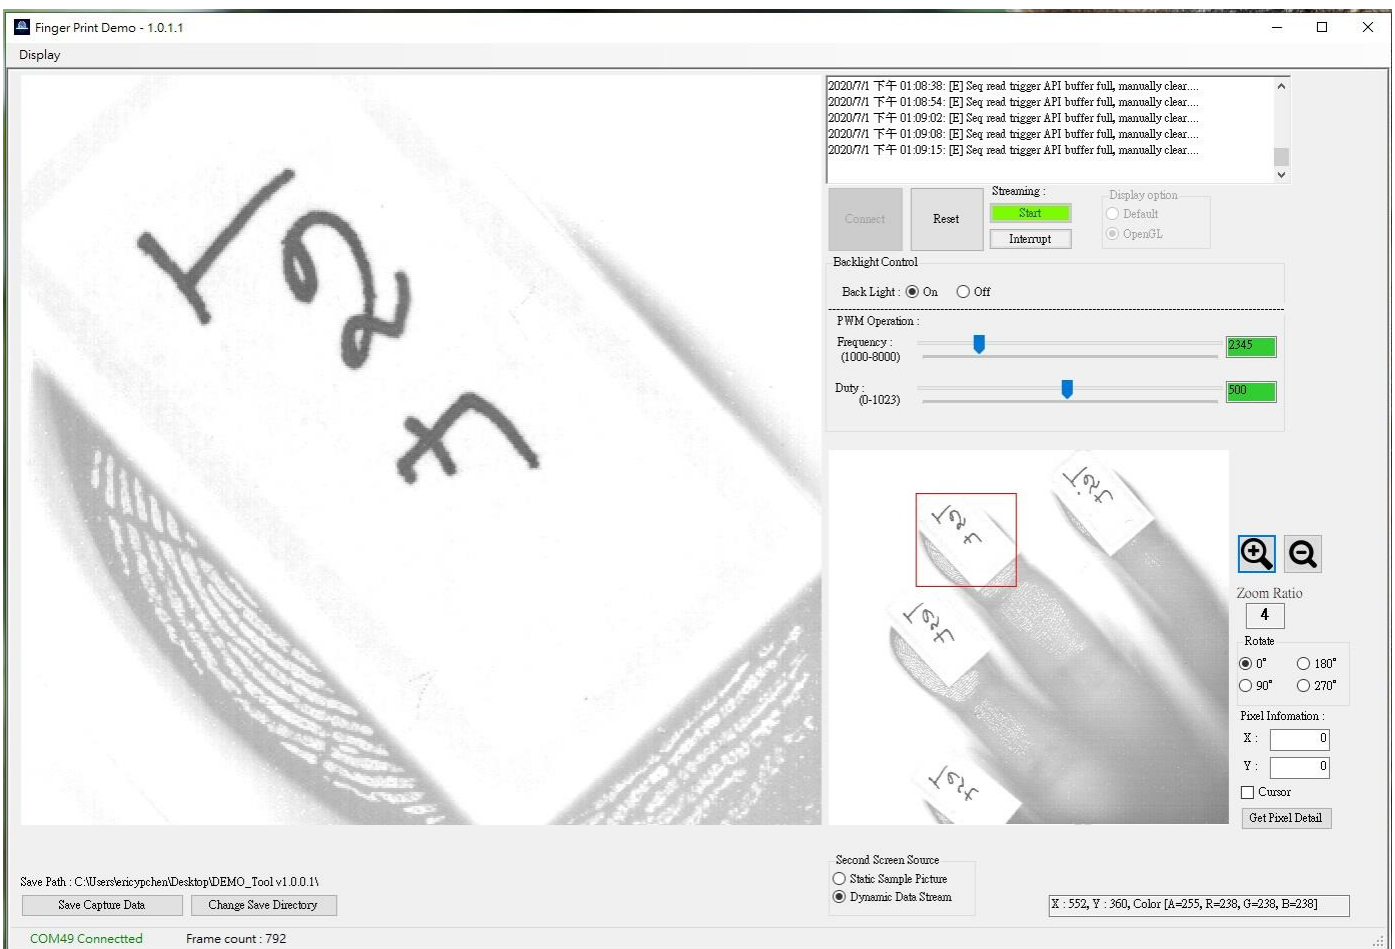 Finger Print Demo - 1.0.1.1
Display
2020/7/1 下午 01:08:38: [E] Seq read trigger API buffer full, manually clear....
2020/7/1 下午 01:08:54: [E] Seq read trigger API buffer full, manually clear....
2020/7/1 下午 01:09:02: [E] Seq read trigger API buffer full, manually clear....
2020/7/1 下午 01:09:08: [E] Seq read trigger API buffer full, manually clear....
2020/7/1 下午 01:09:15: [E] Seq read trigger API buffer full, manually clear....
Connect
Reset
Streaming :
Start
Interrupt
Display option
Default
OpenGL
Backlight Control
Back Light : On Off
PWM Operation :
Frequency :
(1000-8000)
2345
Duty :
(0-1023)
500
Test
Test
Test
Test
Test
Zoom Ratio
4
Rotate
0° 180°
90° 270°
Pixel Infomation :
X : 0
Y : 0
Cursor
Get Pixel Detail
Second Screen Source
Static Sample Picture
Dynamic Data Stream
Save Path : C:\Users\ericypchen\Desktop\DEMO_Tool v1.0.0.1\
Save Capture Data
Change Save Directory
X : 552, Y : 360, Color [A=255, R=238, G=238, B=238]
COM49 Connectted
Frame count : 792